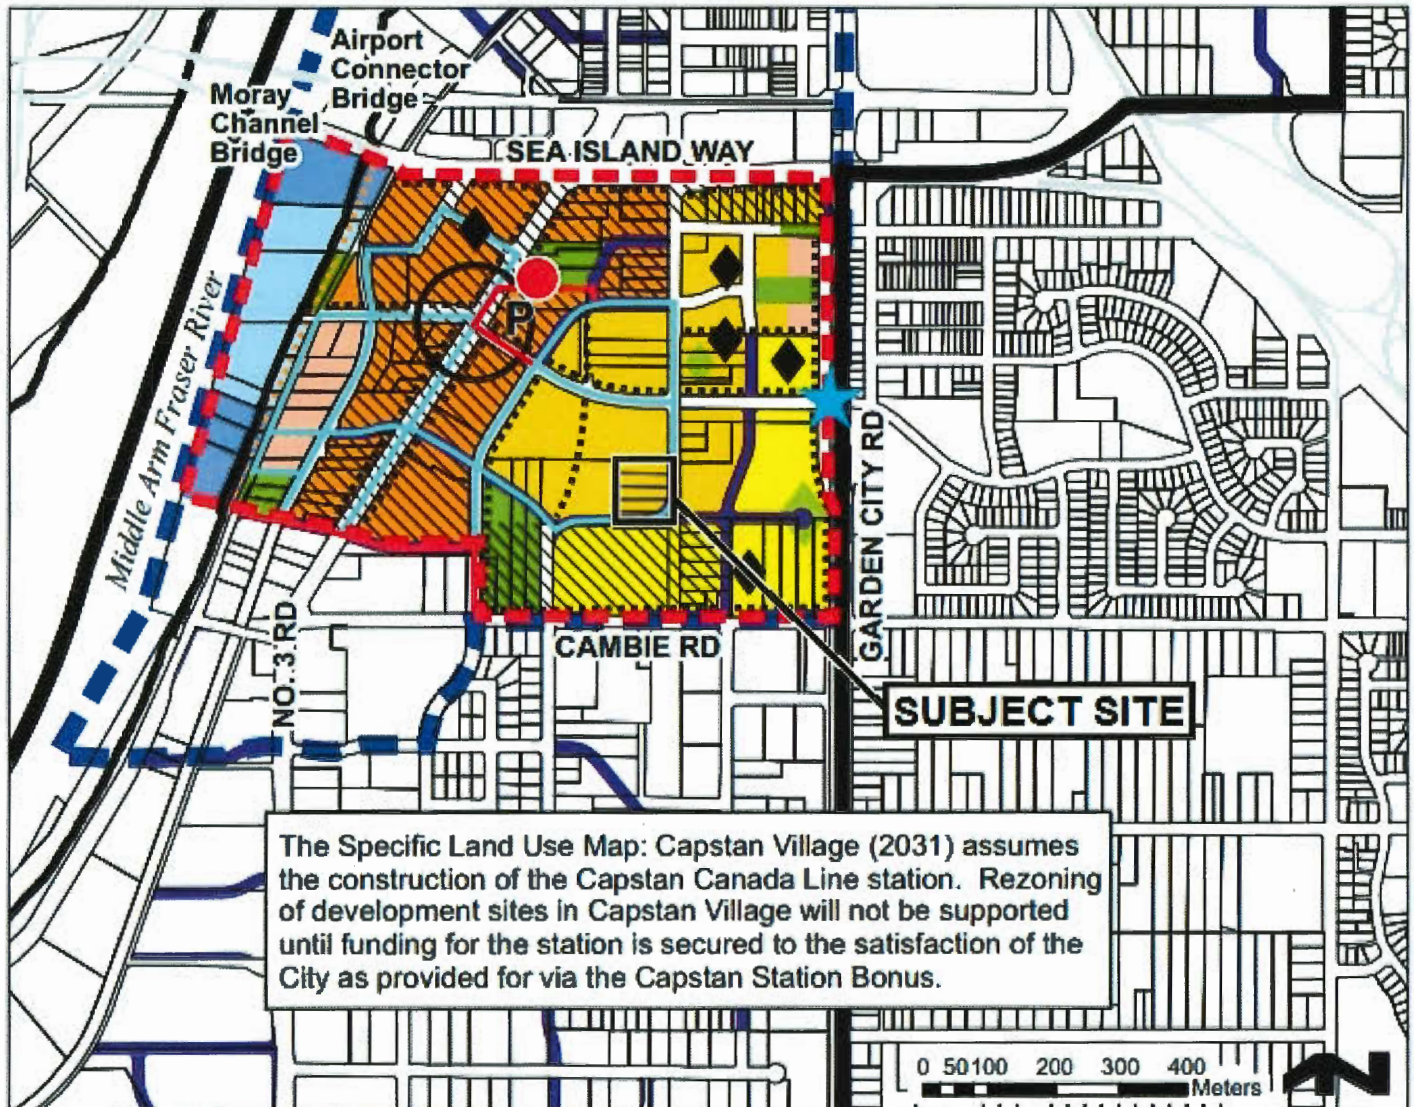 Airport
Connector
Bridge
Moray
Channel
Bridge
SEA ISLAND WAY
P
Middle Arm Fraser River
GARDEN CITY RD
NO. 3 RD
CAMBIE RD
SUBJECT SITE
The Specific Land Use Map: Capstan Village (2031) assumes
the construction of the Capstan Canada Line station. Rezoning
of development sites in Capstan Village will not be supported
until funding for the station is secured to the satisfaction of the
City as provided for via the Capstan Station Bonus.
0 50 100 200 300 400
Meters